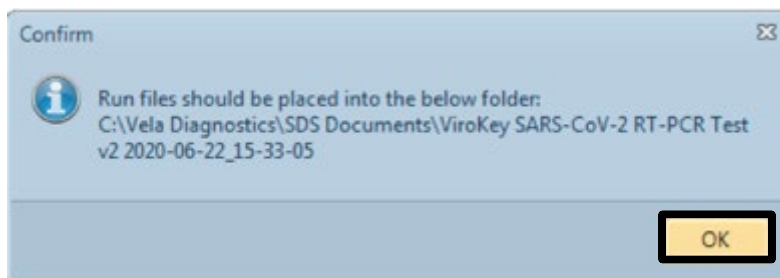 Confirm
Run files should be placed into the below folder:
C:\Vela Diagnostics\SDS Documents\ViroKey SARS-CoV-2 RT-PCR Test
v2 2020-06-22_15-33-05
OK